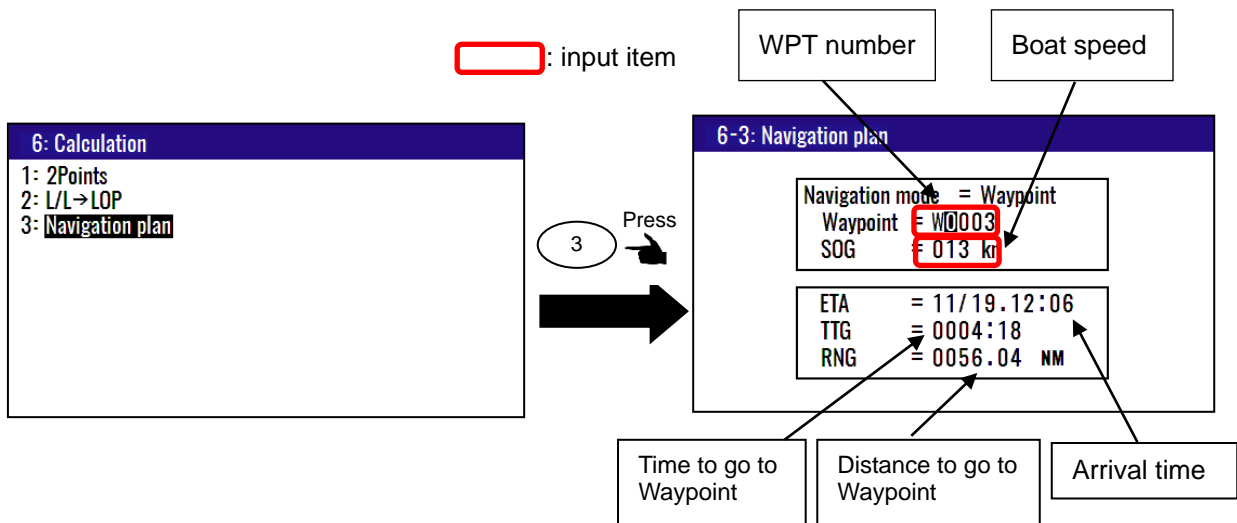 : input item
WPT number
Boat speed
6: Calculation
1: 2Points
2: L/L→LOP
3: Navigation plan
3
Press
6-3: Navigation plan
Navigation mode = Waypoint
Waypoint = W0003
SOG = 013 kn
ETA = 11/19.12:06
TTG = 0004:18
RNG = 0056.04 NM
Time to go to
Waypoint
Distance to go to
Waypoint
Arrival time